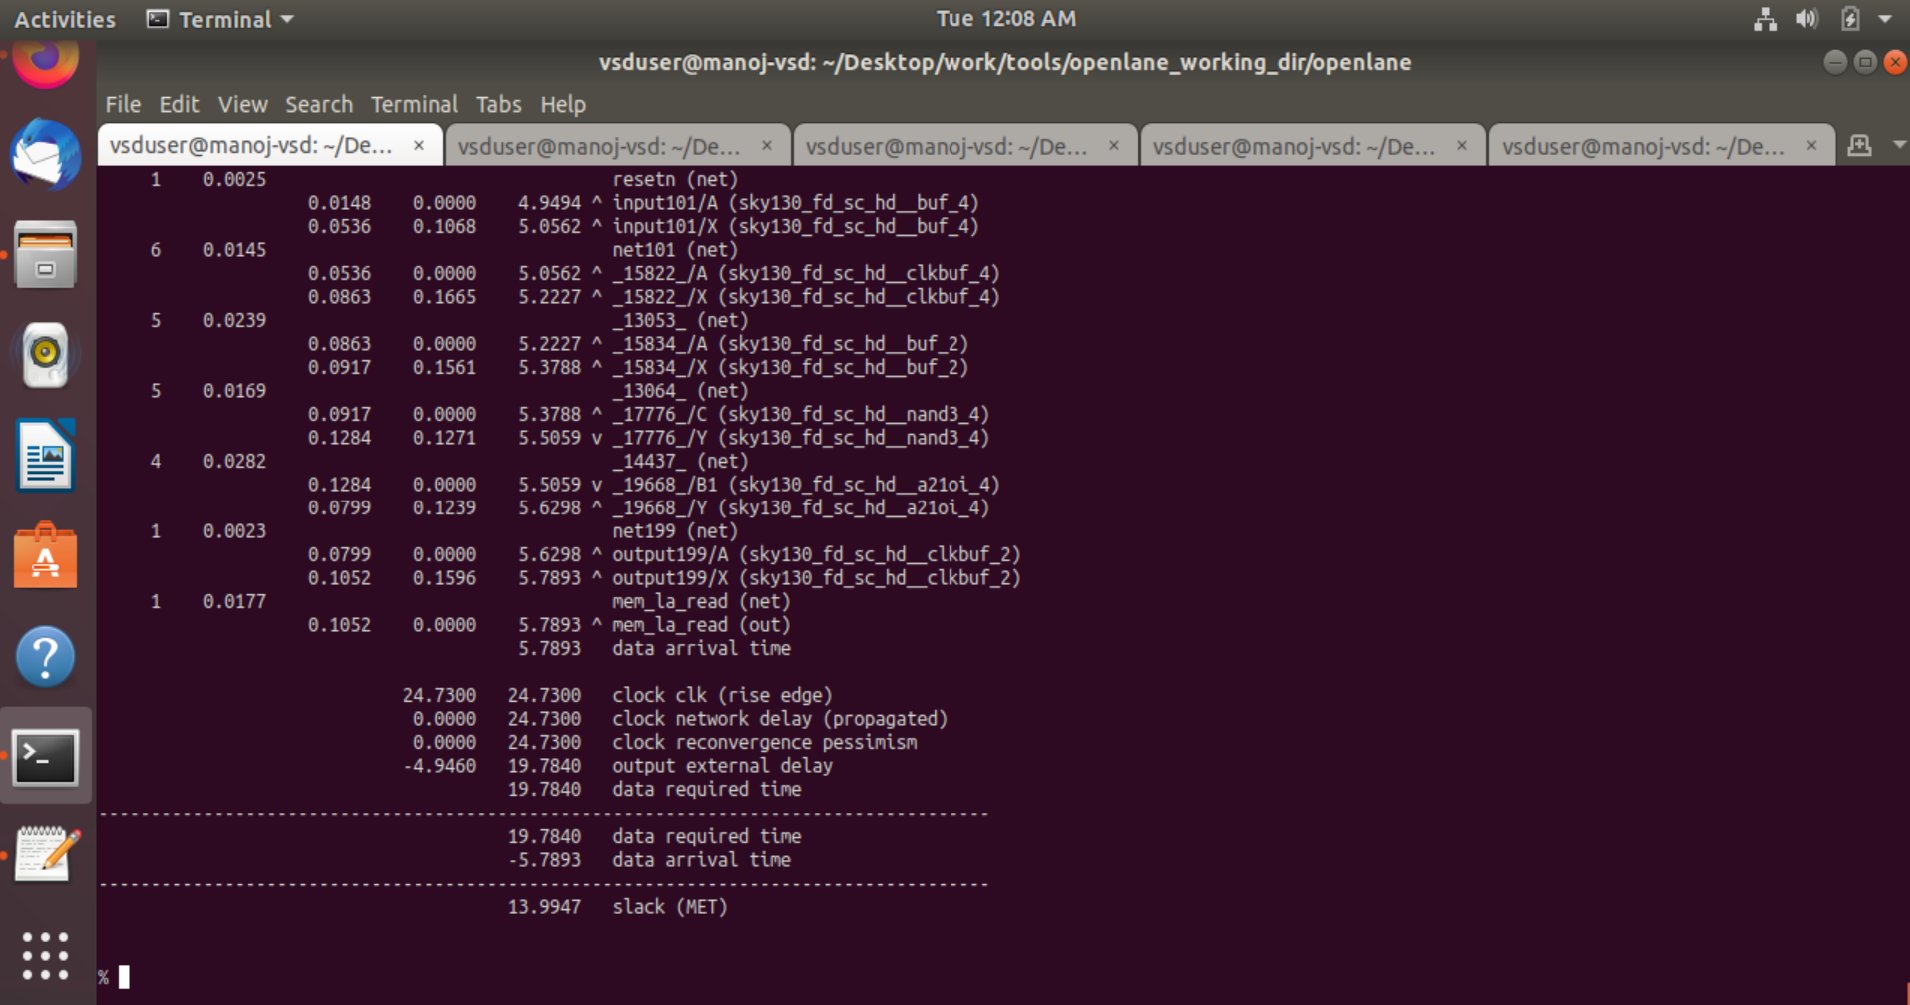 Activities Terminal Tue 12:08 AM
vsduser@manoj-vsd: ~/Desktop/work/tools/openlane_working_dir/openlane
File Edit View Search Terminal Tabs Help
vsduser@manoj-vsd: ~/De... × vsduser@manoj-vsd: ~/De... × vsduser@manoj-vsd: ~/De... × vsduser@manoj-vsd: ~/De... × vsduser@manoj-vsd: ~/De... ×
1 0.0025 resetn (net)
0.0148 0.0000 4.9494 ^ input101/A (sky130_fd_sc_hd__buf_4)
0.0536 0.1068 5.0562 ^ input101/X (sky130_fd_sc_hd__buf_4)
6 0.0145 net101 (net)
0.0536 0.0000 5.0562 ^ _15822_/A (sky130_fd_sc_hd__clkbuf_4)
0.0863 0.1665 5.2227 ^ _15822_/X (sky130_fd_sc_hd__clkbuf_4)
5 0.0239 _13053_ (net)
0.0863 0.0000 5.2227 ^ _15834_/A (sky130_fd_sc_hd__buf_2)
0.0917 0.1561 5.3788 ^ _15834_/X (sky130_fd_sc_hd__buf_2)
5 0.0169 _13064_ (net)
0.0917 0.0000 5.3788 ^ _17776_/C (sky130_fd_sc_hd__nand3_4)
0.1284 0.1271 5.5059 v _17776_/Y (sky130_fd_sc_hd__nand3_4)
4 0.0282 _14437_ (net)
0.1284 0.0000 5.5059 v _19668_/B1 (sky130_fd_sc_hd__a21oi_4)
0.0799 0.1239 5.6298 ^ _19668_/Y (sky130_fd_sc_hd__a21oi_4)
1 0.0023 net199 (net)
0.0799 0.0000 5.6298 ^ output199/A (sky130_fd_sc_hd__clkbuf_2)
0.1052 0.1596 5.7893 ^ output199/X (sky130_fd_sc_hd__clkbuf_2)
1 0.0177 mem_la_read (net)
0.1052 0.0000 5.7893 ^ mem_la_read (out)
5.7893 data arrival time
24.7300 24.7300 clock clk (rise edge)
0.0000 24.7300 clock network delay (propagated)
0.0000 24.7300 clock reconvergence pessimism
-4.9460 19.7840 output external delay
19.7840 data required time
-------------------------------------------------------------------------------------
19.7840 data required time
-5.7893 data arrival time
-------------------------------------------------------------------------------------
13.9947 slack (MET)
%